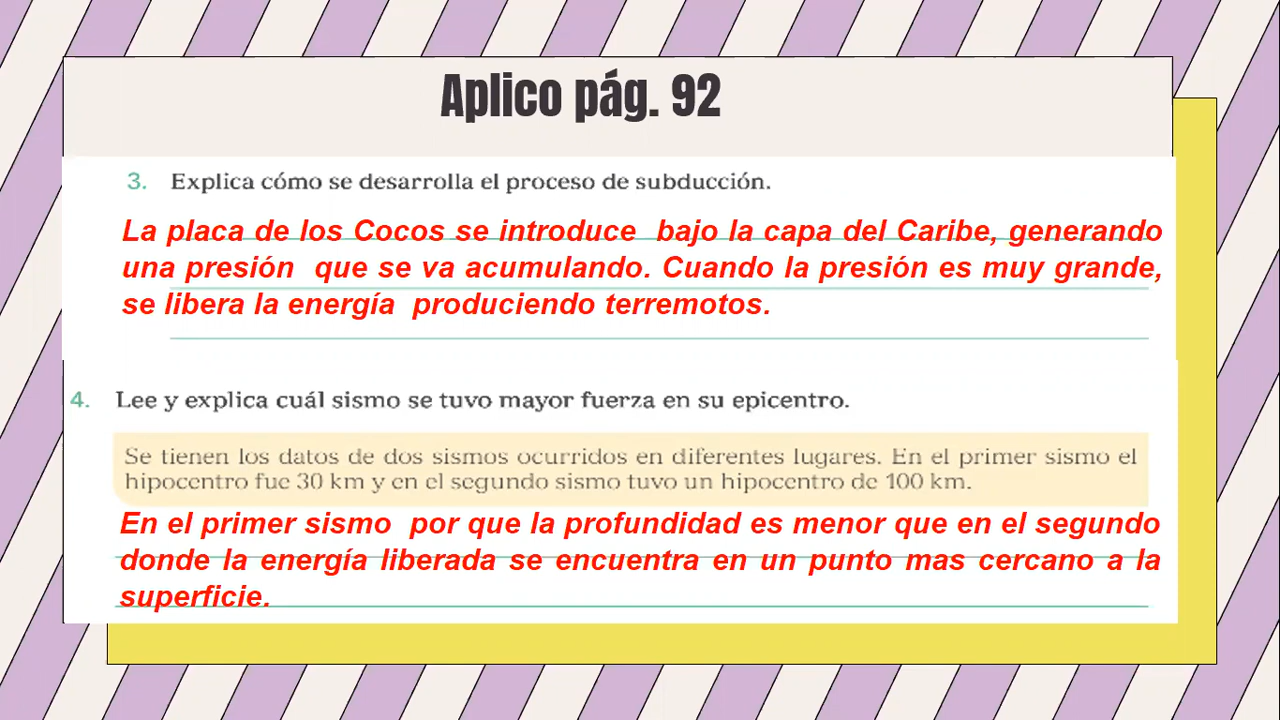 Aplico pág. 92
3. Explica cómo se desarrolla el proceso de subducción.
La placa de los Cocos se introduce bajo la capa del Caribe, generando
una presión que se va acumulando. Cuando la presión es muy grande,
se libera la energía produciendo terremotos.
4. Lee y explica cuál sismo se tuvo mayor fuerza en su epicentro.
Se tienen los datos de dos sismos ocurridos en diferentes lugares. En el primer sismo el
hipocentro fue 30 km y en el segundo sismo tuvo un hipocentro de 100 km.
En el primer sismo por que la profundidad es menor que en el segundo
donde la energía liberada se encuentra en un punto mas cercano a la
superficie.